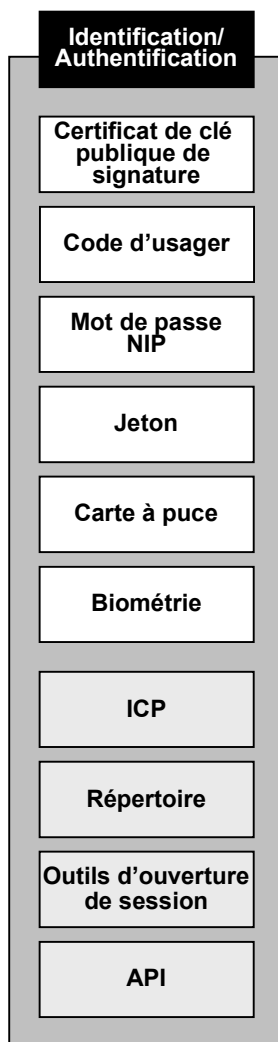 Identification/
Authentification
Certificat de clé
publique de
signature
Code d’usager
Mot de passe
NIP
Jeton
Carte à puce
Biométrie
ICP
Répertoire
Outils d’ouverture
de session
API